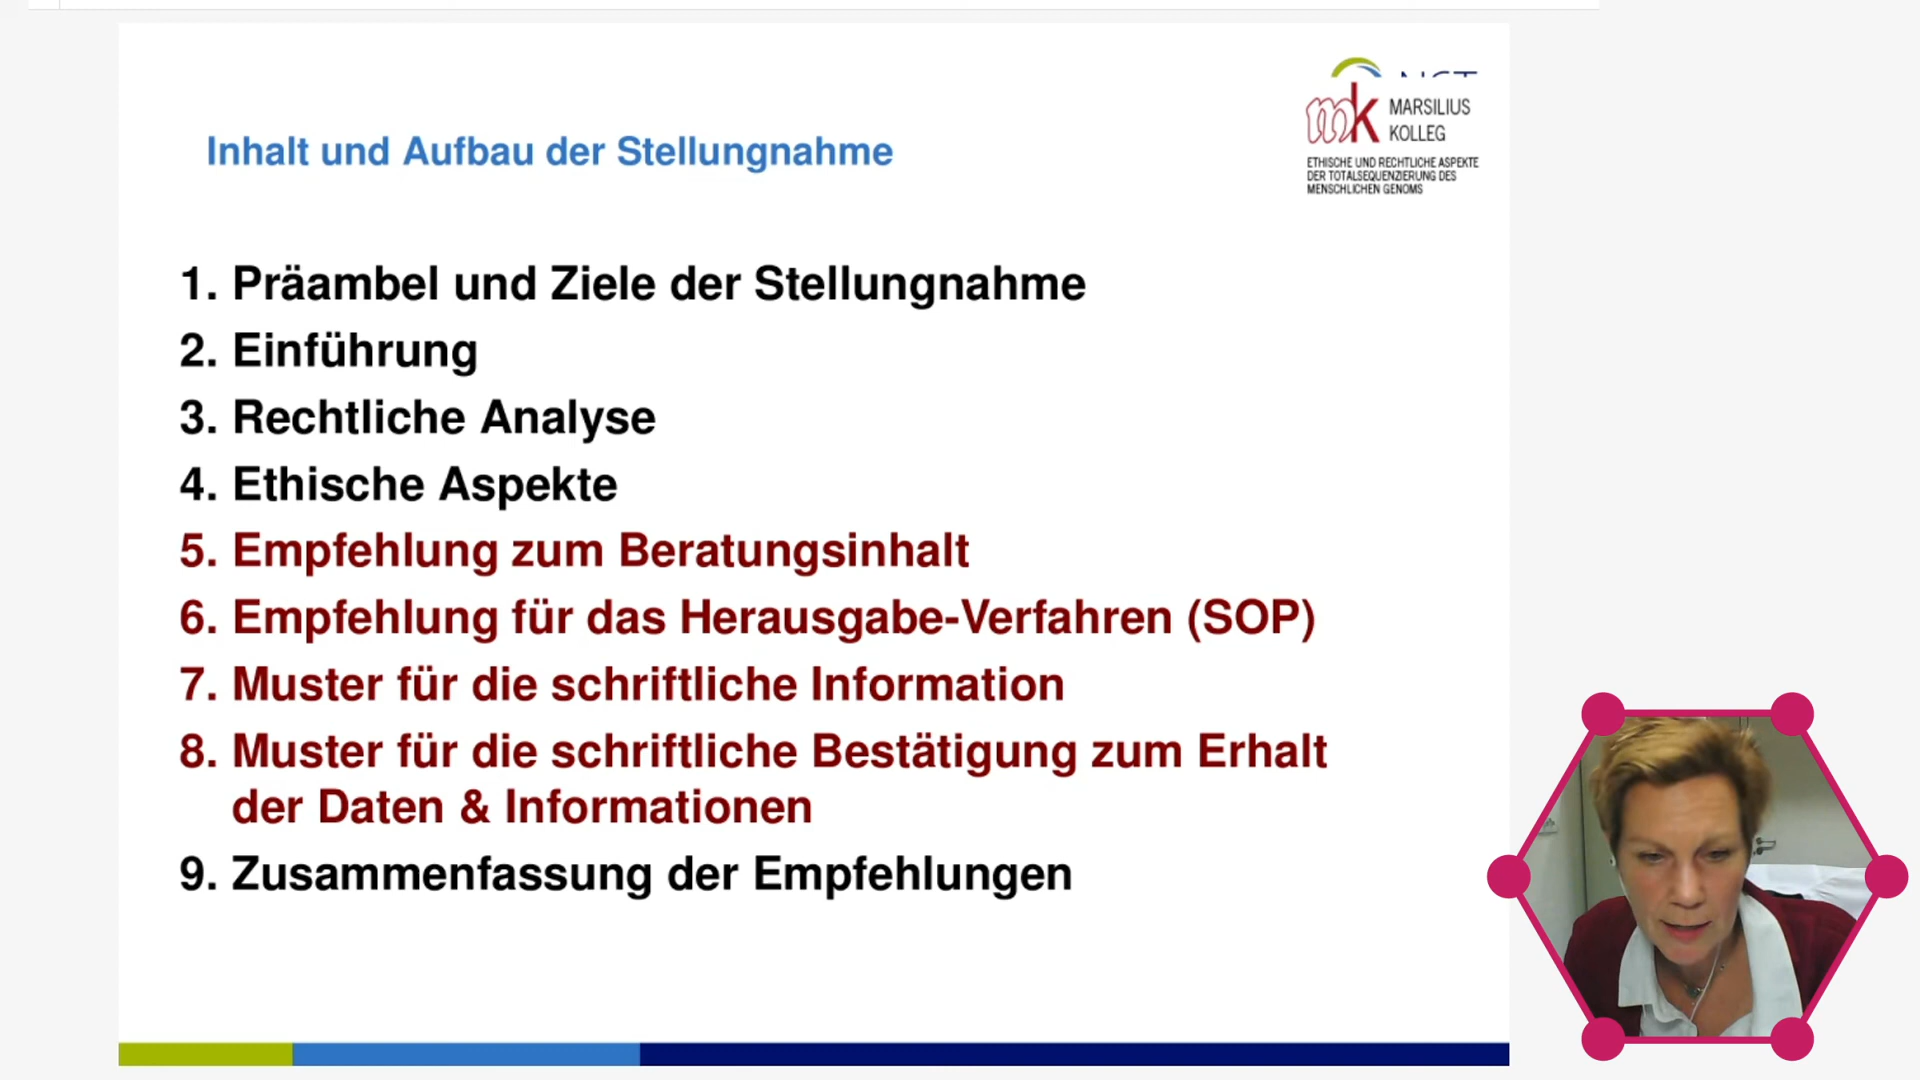 Inhalt und Aufbau der Stellungnahme
mk MARSILIUS
KOLLEG
ETHISCHE UND RECHTLICHE ASPEKTE
DER TOTALSEQUENZIERUNG DES
MENSCHLICHEN GENOMS
1. Präambel und Ziele der Stellungnahme
2. Einführung
3. Rechtliche Analyse
4. Ethische Aspekte
5. Empfehlung zum Beratungsinhalt
6. Empfehlung für das Herausgabe-Verfahren (SOP)
7. Muster für die schriftliche Information
8. Muster für die schriftliche Bestätigung zum Erhalt
der Daten & Informationen
9. Zusammenfassung der Empfehlungen